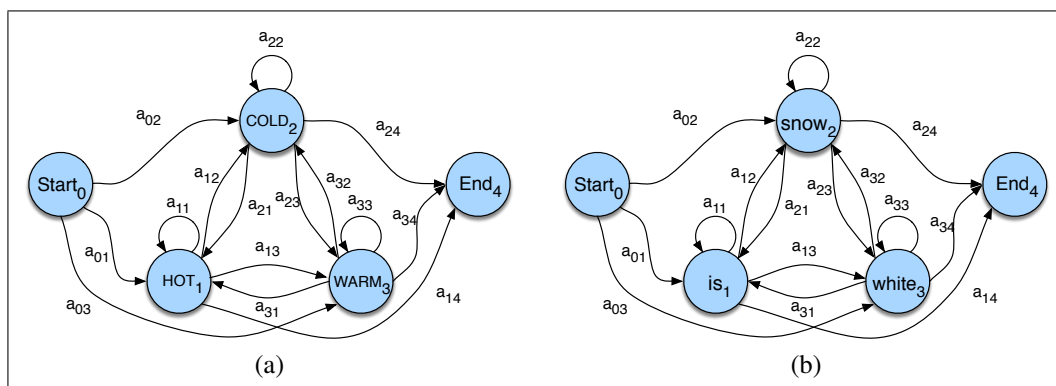 a22
a02
COLD2
a24
Start0
a12
a21
a23
a32
End4
a11
a33
a34
a01
HOT1
a13
WARM3
a03
a31
a14
(a)
a22
a02
snow2
a24
Start0
a12
a21
a23
a32
End4
a11
a33
a34
a01
is1
a13
white3
a03
a31
a14
(b)